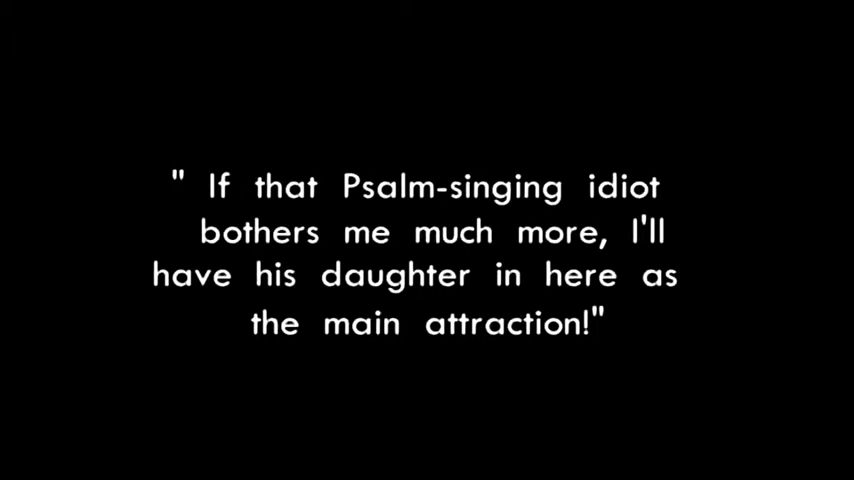 " If that Psalm-singing idiot
bothers me much more, I'll
have his daughter in here as
the main attraction!"